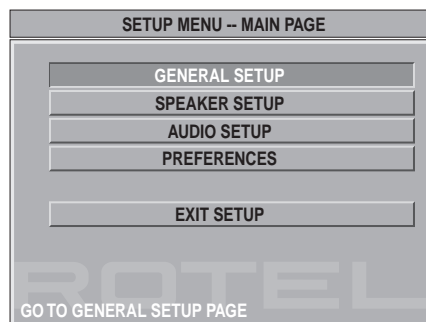 SETUP MENU -- MAIN PAGE
GENERAL SETUP
SPEAKER SETUP
AUDIO SETUP
PREFERENCES
EXIT SETUP
ROTEL
GO TO GENERAL SETUP PAGE